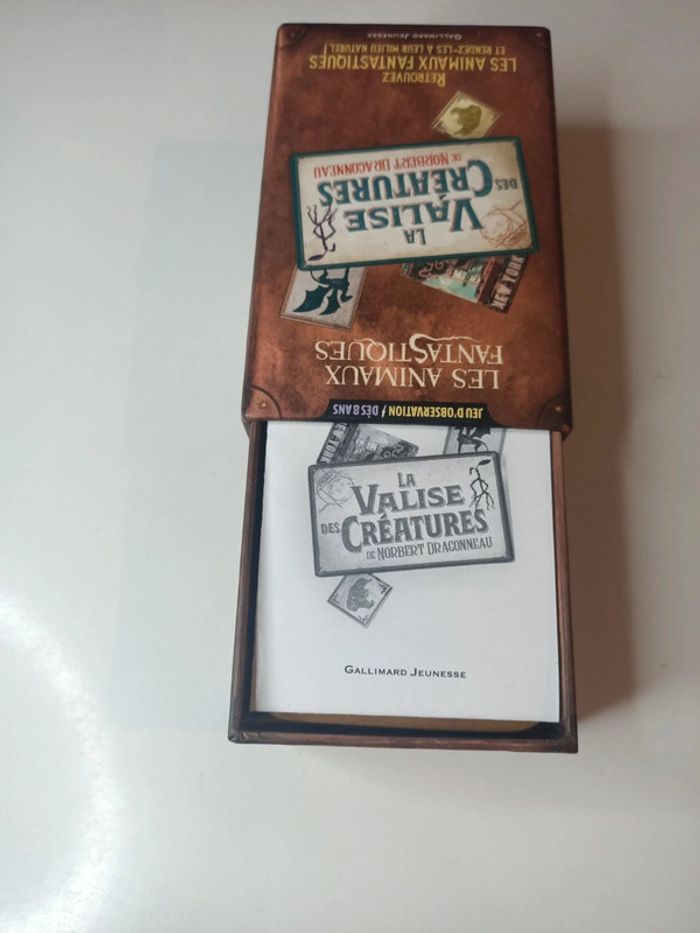 JEU D'OBSERVATION / DÈS 8 ANS
LES ANIMAUX
FANTASTIQUES
NEW YORK
LA
VALISE
DES CRÉATURES
DE NORBERT DRAGONNEAU
RETROUVEZ
LES ANIMAUX FANTASTIQUES
ET RENDEZ-LES À LEUR MILIEU NATUREL!
GALLIMARD JEUNESSE
NEW YORK
LA
VALISE
DES CRÉATURES
DE NORBERT DRAGONNEAU
GALLIMARD JEUNESSE